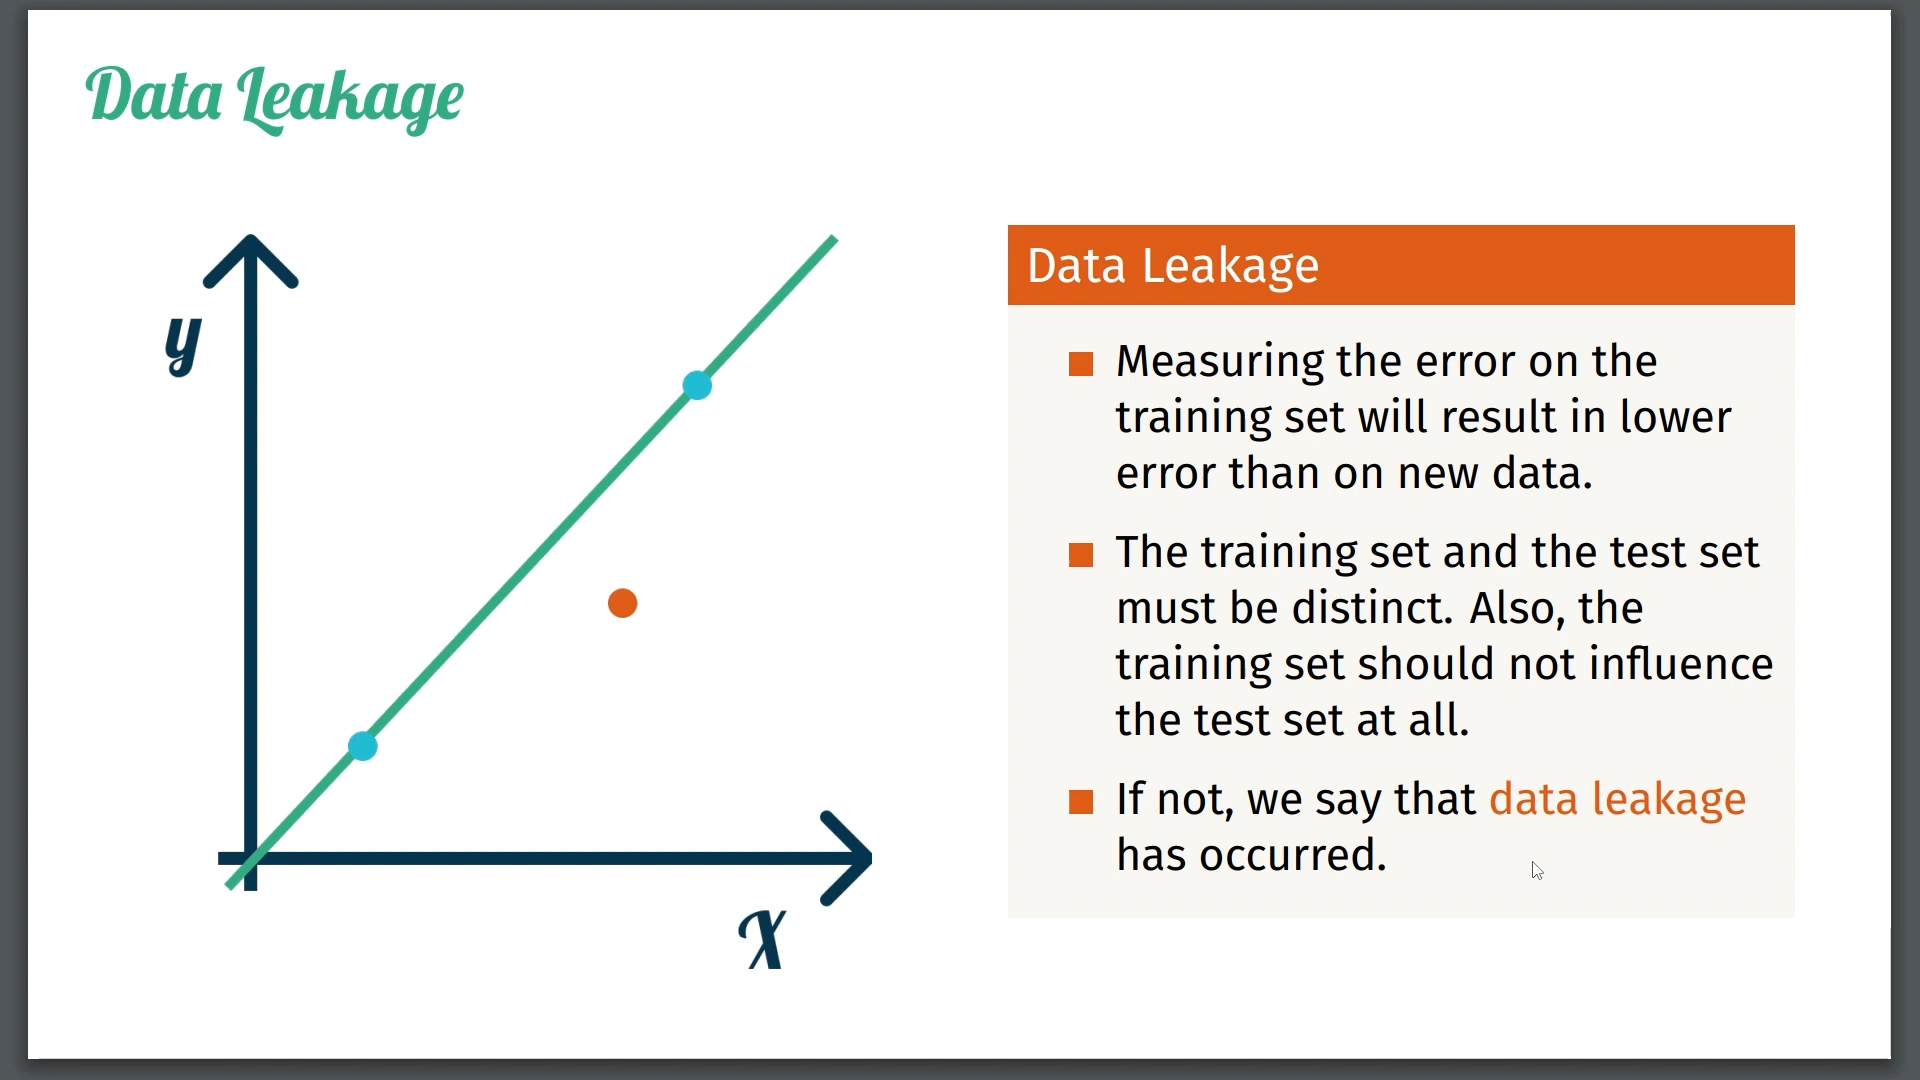 Data Leakage
y
X
Data Leakage
Measuring the error on the
training set will result in lower
error than on new data.
The training set and the test set
must be distinct. Also, the
training set should not influence
the test set at all.
If not, we say that data leakage
has occurred.